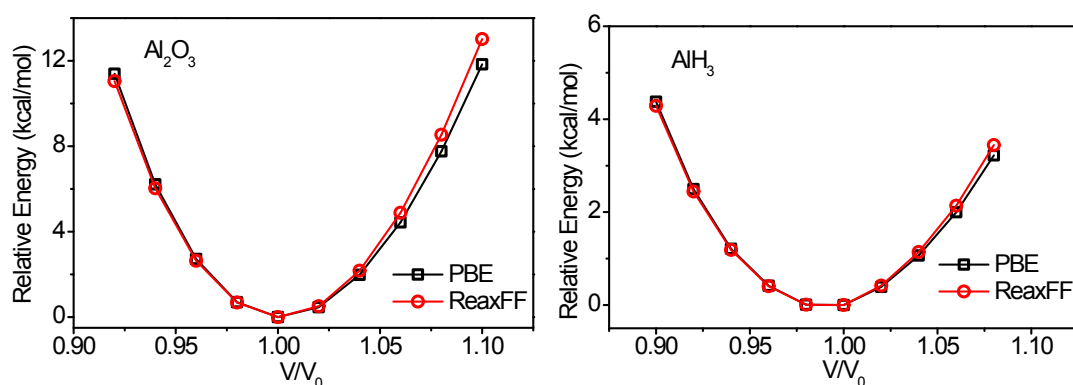 Relative Energy (kcal/mol)
12
8
4
0
Al₂O₃
PBE
ReaxFF
0.90 0.95 1.00 1.05 1.10
V/V₀
Relative Energy (kcal/mol)
6
4
2
0
AlH₃
PBE
ReaxFF
0.90 0.95 1.00 1.05 1.10
V/V₀